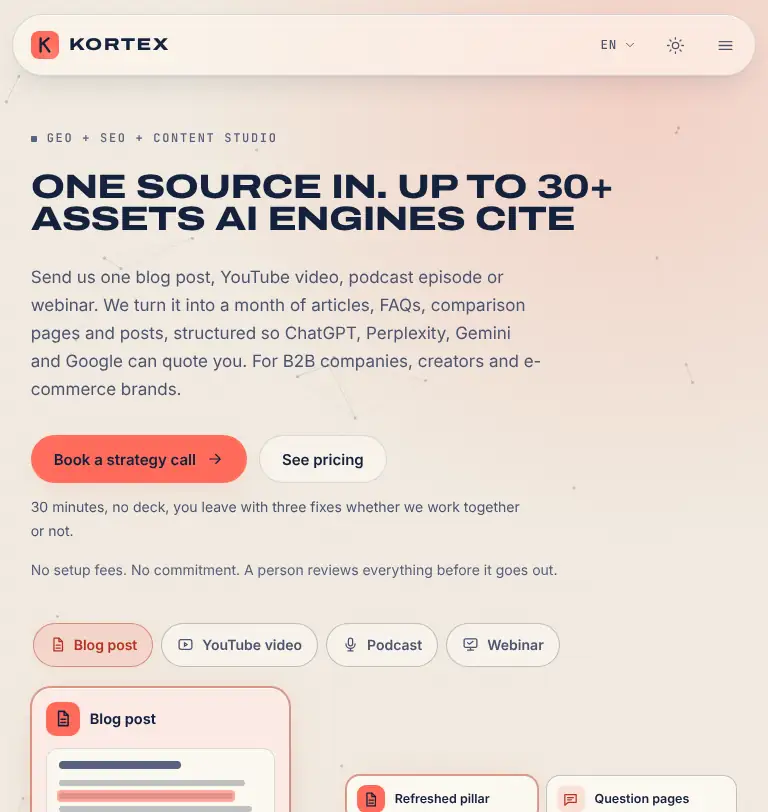 KORTEX
EN
GEO + SEO + CONTENT STUDIO
ONE SOURCE IN. UP TO 30+
ASSETS AI ENGINES CITE
Send us one blog post, YouTube video, podcast episode or
webinar. We turn it into a month of articles, FAQs, comparison
pages and posts, structured so ChatGPT, Perplexity, Gemini
and Google can quote you. For B2B companies, creators and e-
commerce brands.
Book a strategy call
See pricing
30 minutes, no deck, you leave with three fixes whether we work together
or not.
No setup fees. No commitment. A person reviews everything before it goes out.
Blog post
YouTube video
Podcast
Webinar
Blog post
Refreshed pillar
Question pages